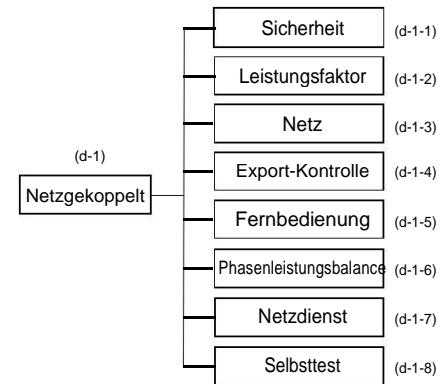 Sicherheit (d-1-1)
Leistungsfaktor (d-1-2)
Netz (d-1-3)
(d-1)
Export-Kontrolle (d-1-4)
Netzgekoppelt
Fernbedienung (d-1-5)
Phasenleistungsbalance (d-1-6)
Netzdienst (d-1-7)
Selbsttest (d-1-8)